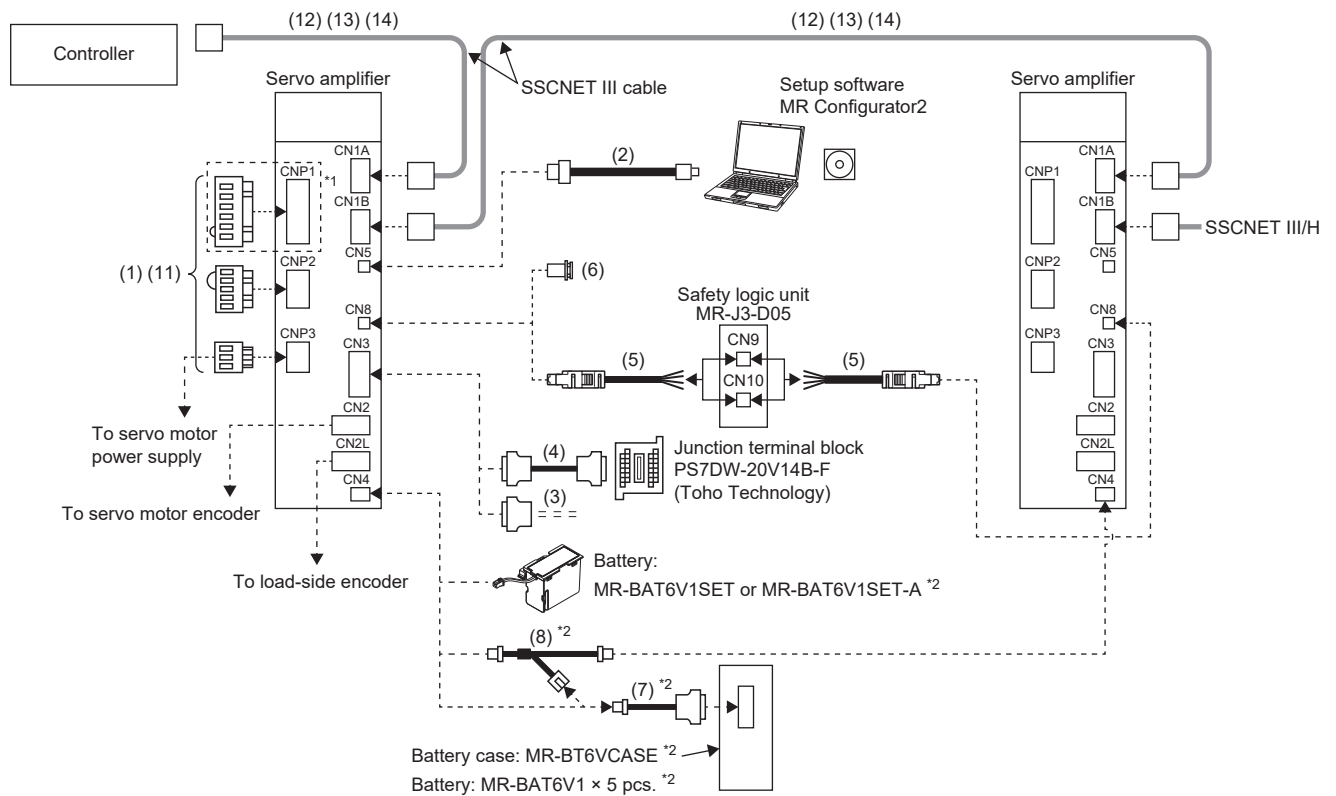 (12) (13) (14)
(12) (13) (14)
Controller
Servo amplifier
SSCNET III cable
Setup software
MR Configurator2
Servo amplifier
CN1A
CNP1
*1
(2)
CN1A
CNP1
CN1B
CN1B
SSCNET III/H
CN5
CN5
(1) (11)
CNP2
(6)
CNP2
Safety logic unit
MR-J3-D05
CN8
CN8
CNP3
CN3
CN9
CNP3
CN3
(5)
CN10
(5)
CN2
CN2
To servo motor
power supply
CN2L
CN2L
(4)
Junction terminal block
PS7DW-20V14B-F
(Toho Technology)
CN4
CN4
(3)
To servo motor encoder
To load-side encoder
Battery:
MR-BAT6V1SET or MR-BAT6V1SET-A *2
(8) *2
(7) *2
Battery case: MR-BT6VCASE *2
Battery: MR-BAT6V1 × 5 pcs. *2